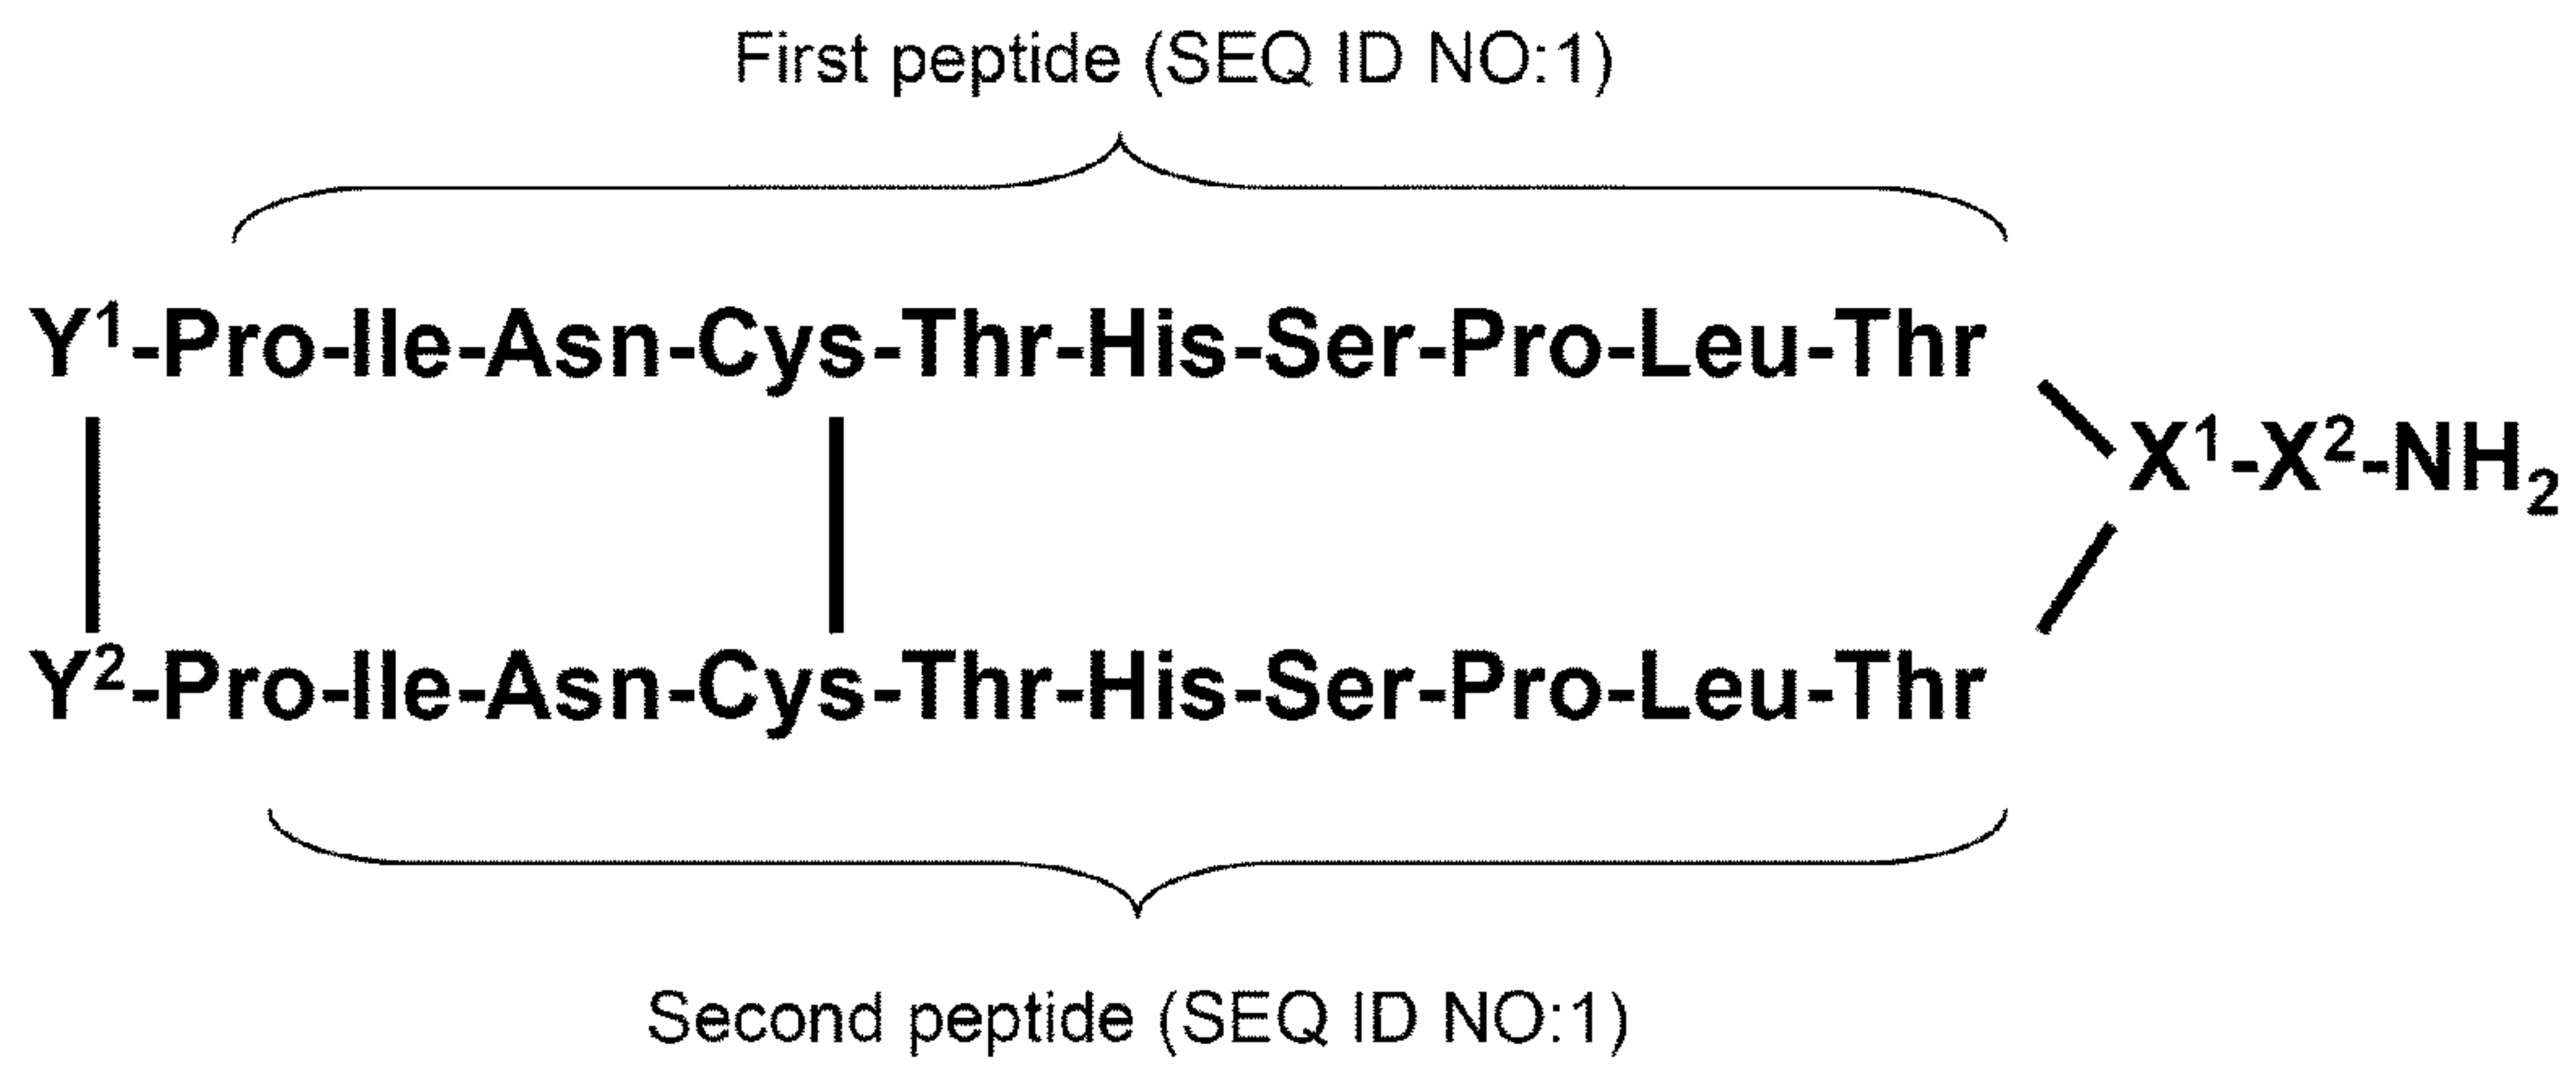 First peptide (SEQ ID NO:1)
Y¹-Pro-Ile-Asn-Cys-Thr-His-Ser-Pro-Leu-Thr
X¹-X²-NH₂
Y²-Pro-Ile-Asn-Cys-Thr-His-Ser-Pro-Leu-Thr
Second peptide (SEQ ID NO:1)